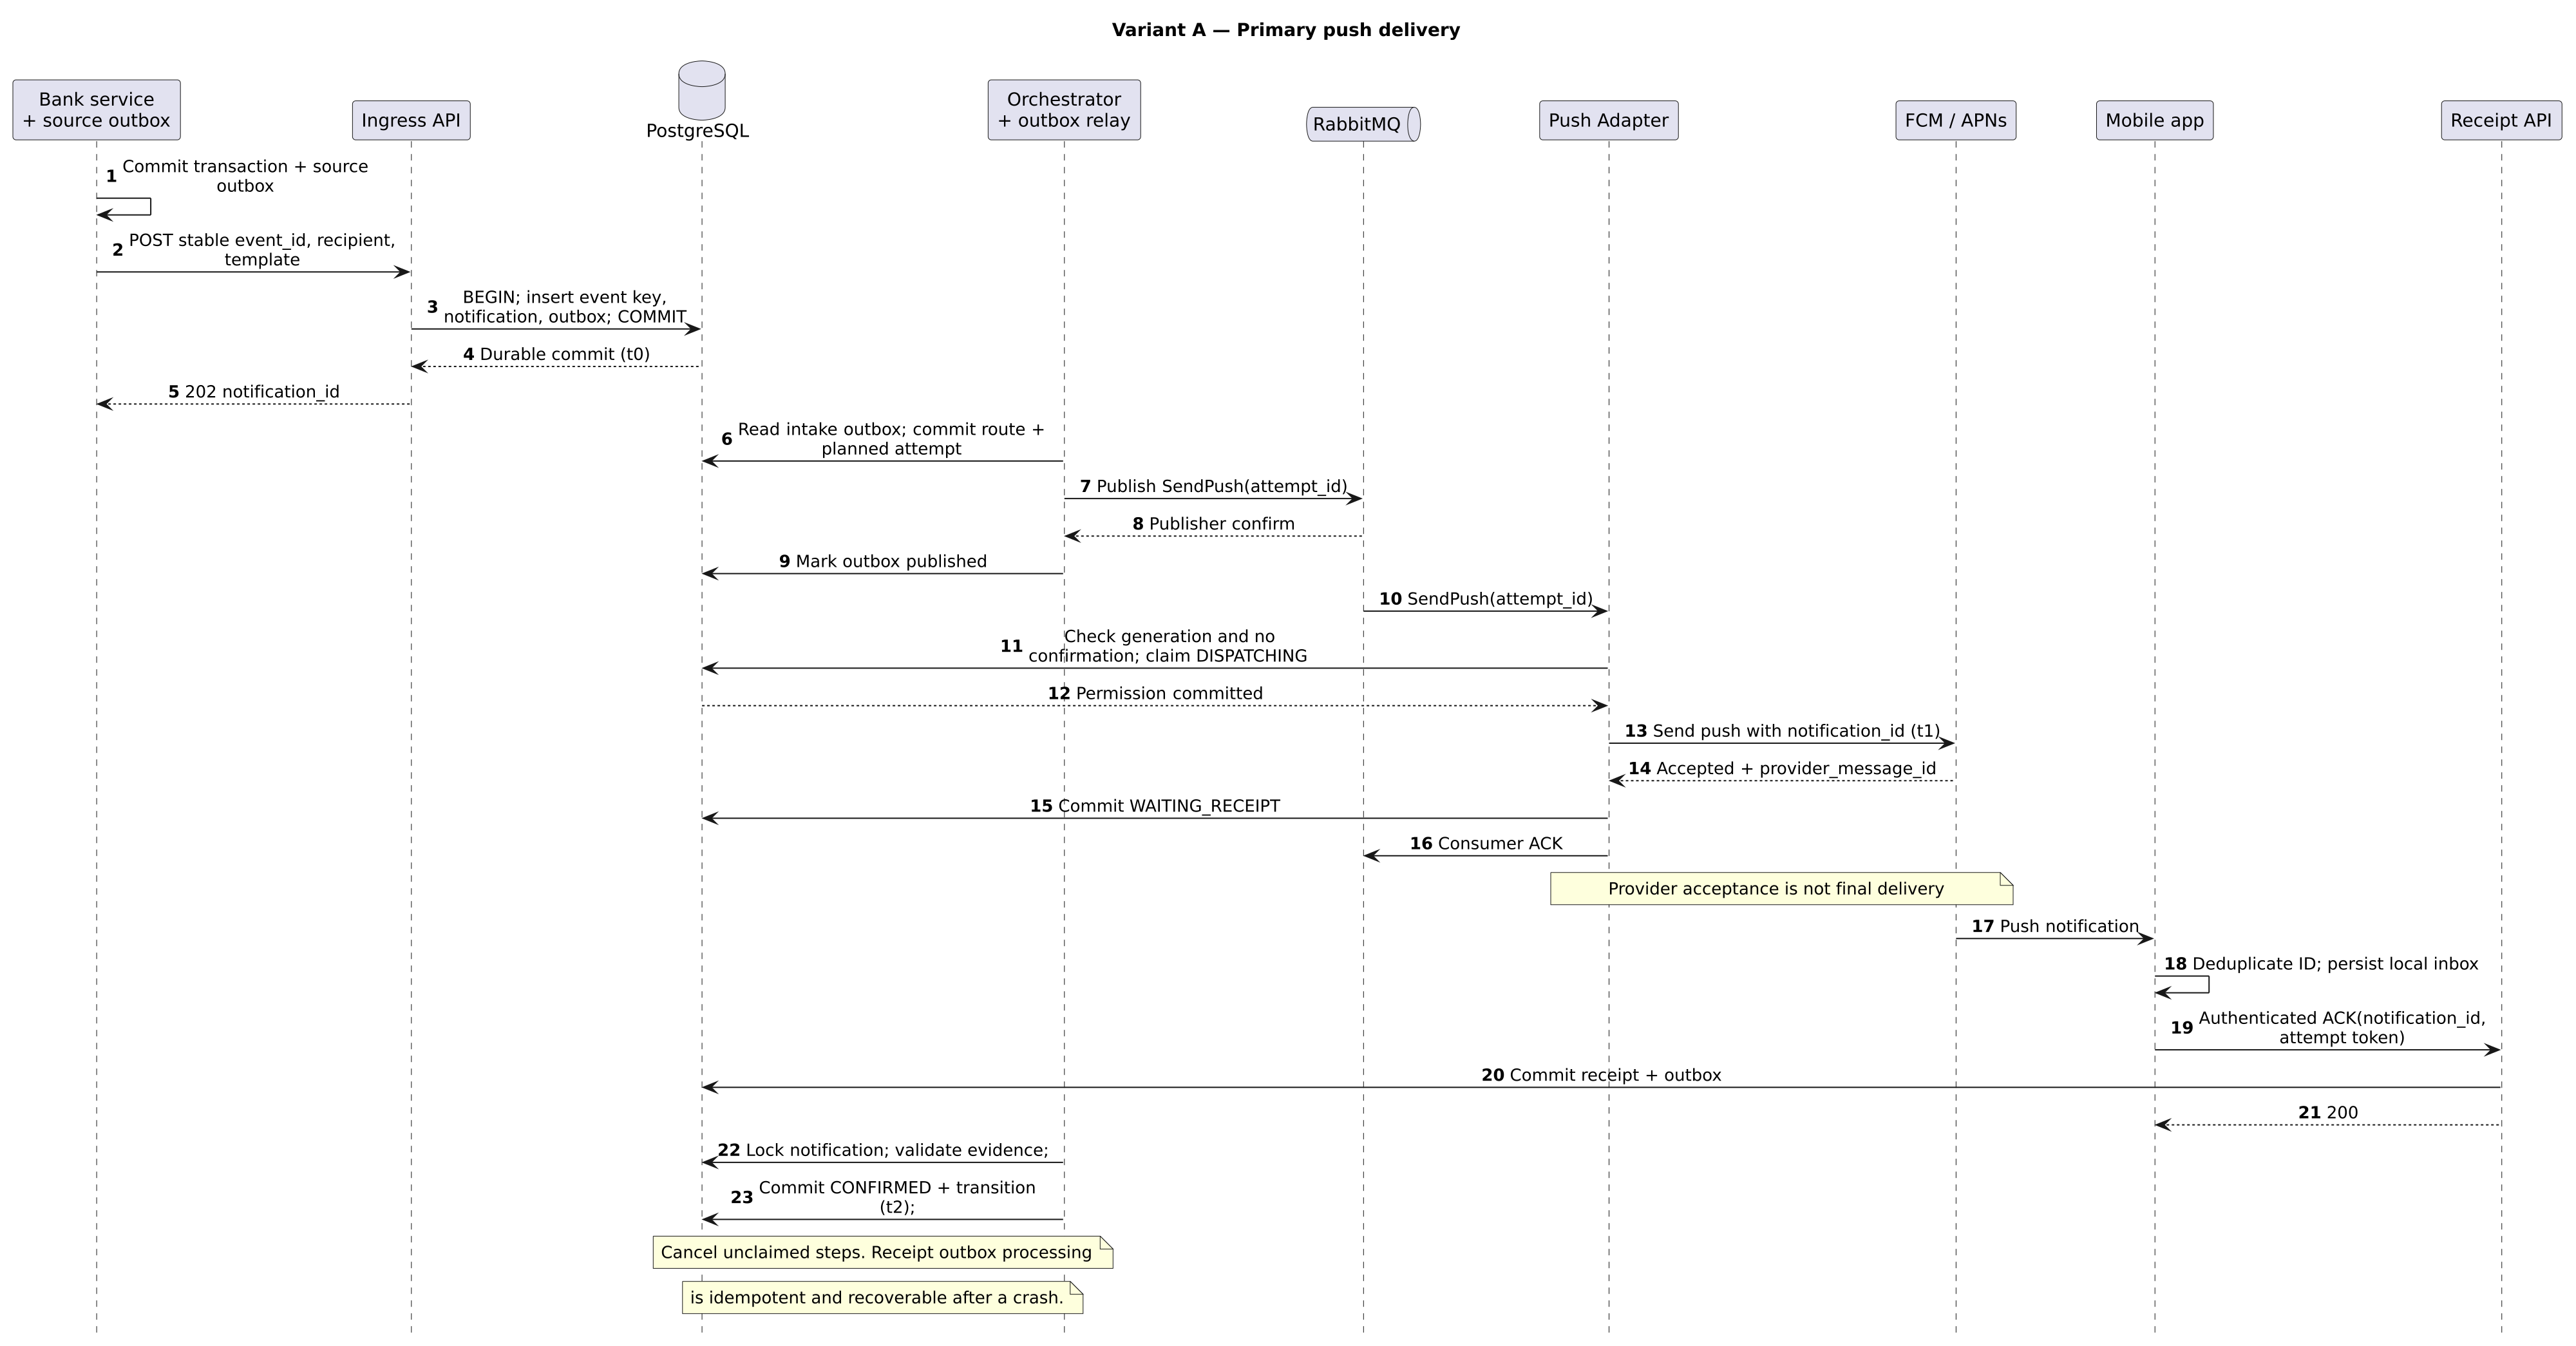 Variant A — Primary push delivery
Bank service
+ source outbox
Ingress API
PostgreSQL
Orchestrator
+ outbox relay
RabbitMQ
Push Adapter
FCM / APNs
Mobile app
Receipt API
1 Commit transaction + source
outbox
2 POST stable event_id, recipient,
template
3 BEGIN; insert event key,
notification, outbox; COMMIT
4 Durable commit (t0)
5 202 notification_id
6 Read intake outbox; commit route +
planned attempt
7 Publish SendPush(attempt_id)
8 Publisher confirm
9 Mark outbox published
10 SendPush(attempt_id)
11 Check generation and no
confirmation; claim DISPATCHING
12 Permission committed
13 Send push with notification_id (t1)
14 Accepted + provider_message_id
15 Commit WAITING_RECEIPT
16 Consumer ACK
Provider acceptance is not final delivery
17 Push notification
18 Deduplicate ID; persist local inbox
19 Authenticated ACK(notification_id,
attempt token)
20 Commit receipt + outbox
21 200
22 Lock notification; validate evidence;
23 Commit CONFIRMED + transition
(t2);
Cancel unclaimed steps. Receipt outbox processing
is idempotent and recoverable after a crash.